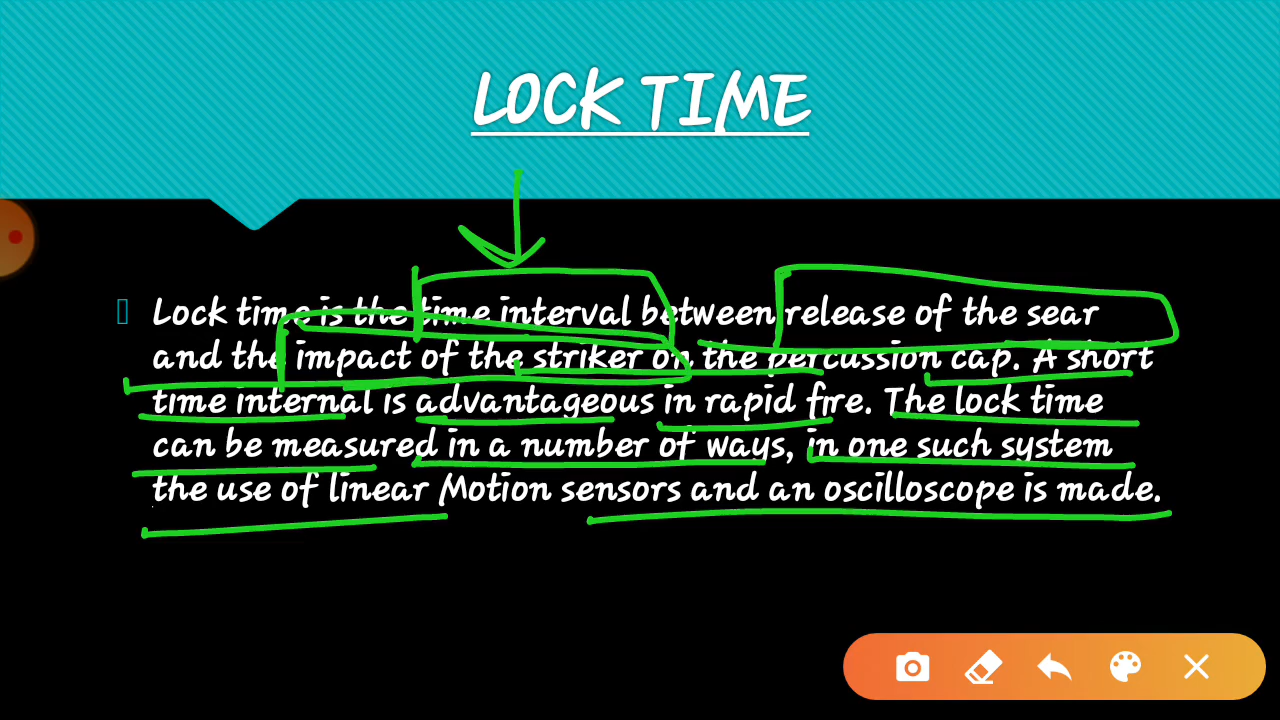 LOCK TIME
Lock time is the time interval between release of the sear
and the impact of the striker on the percussion cap. A short
time internal is advantageous in rapid fire. The lock time
can be measured in a number of ways, in one such system
the use of linear Motion sensors and an oscilloscope is made.